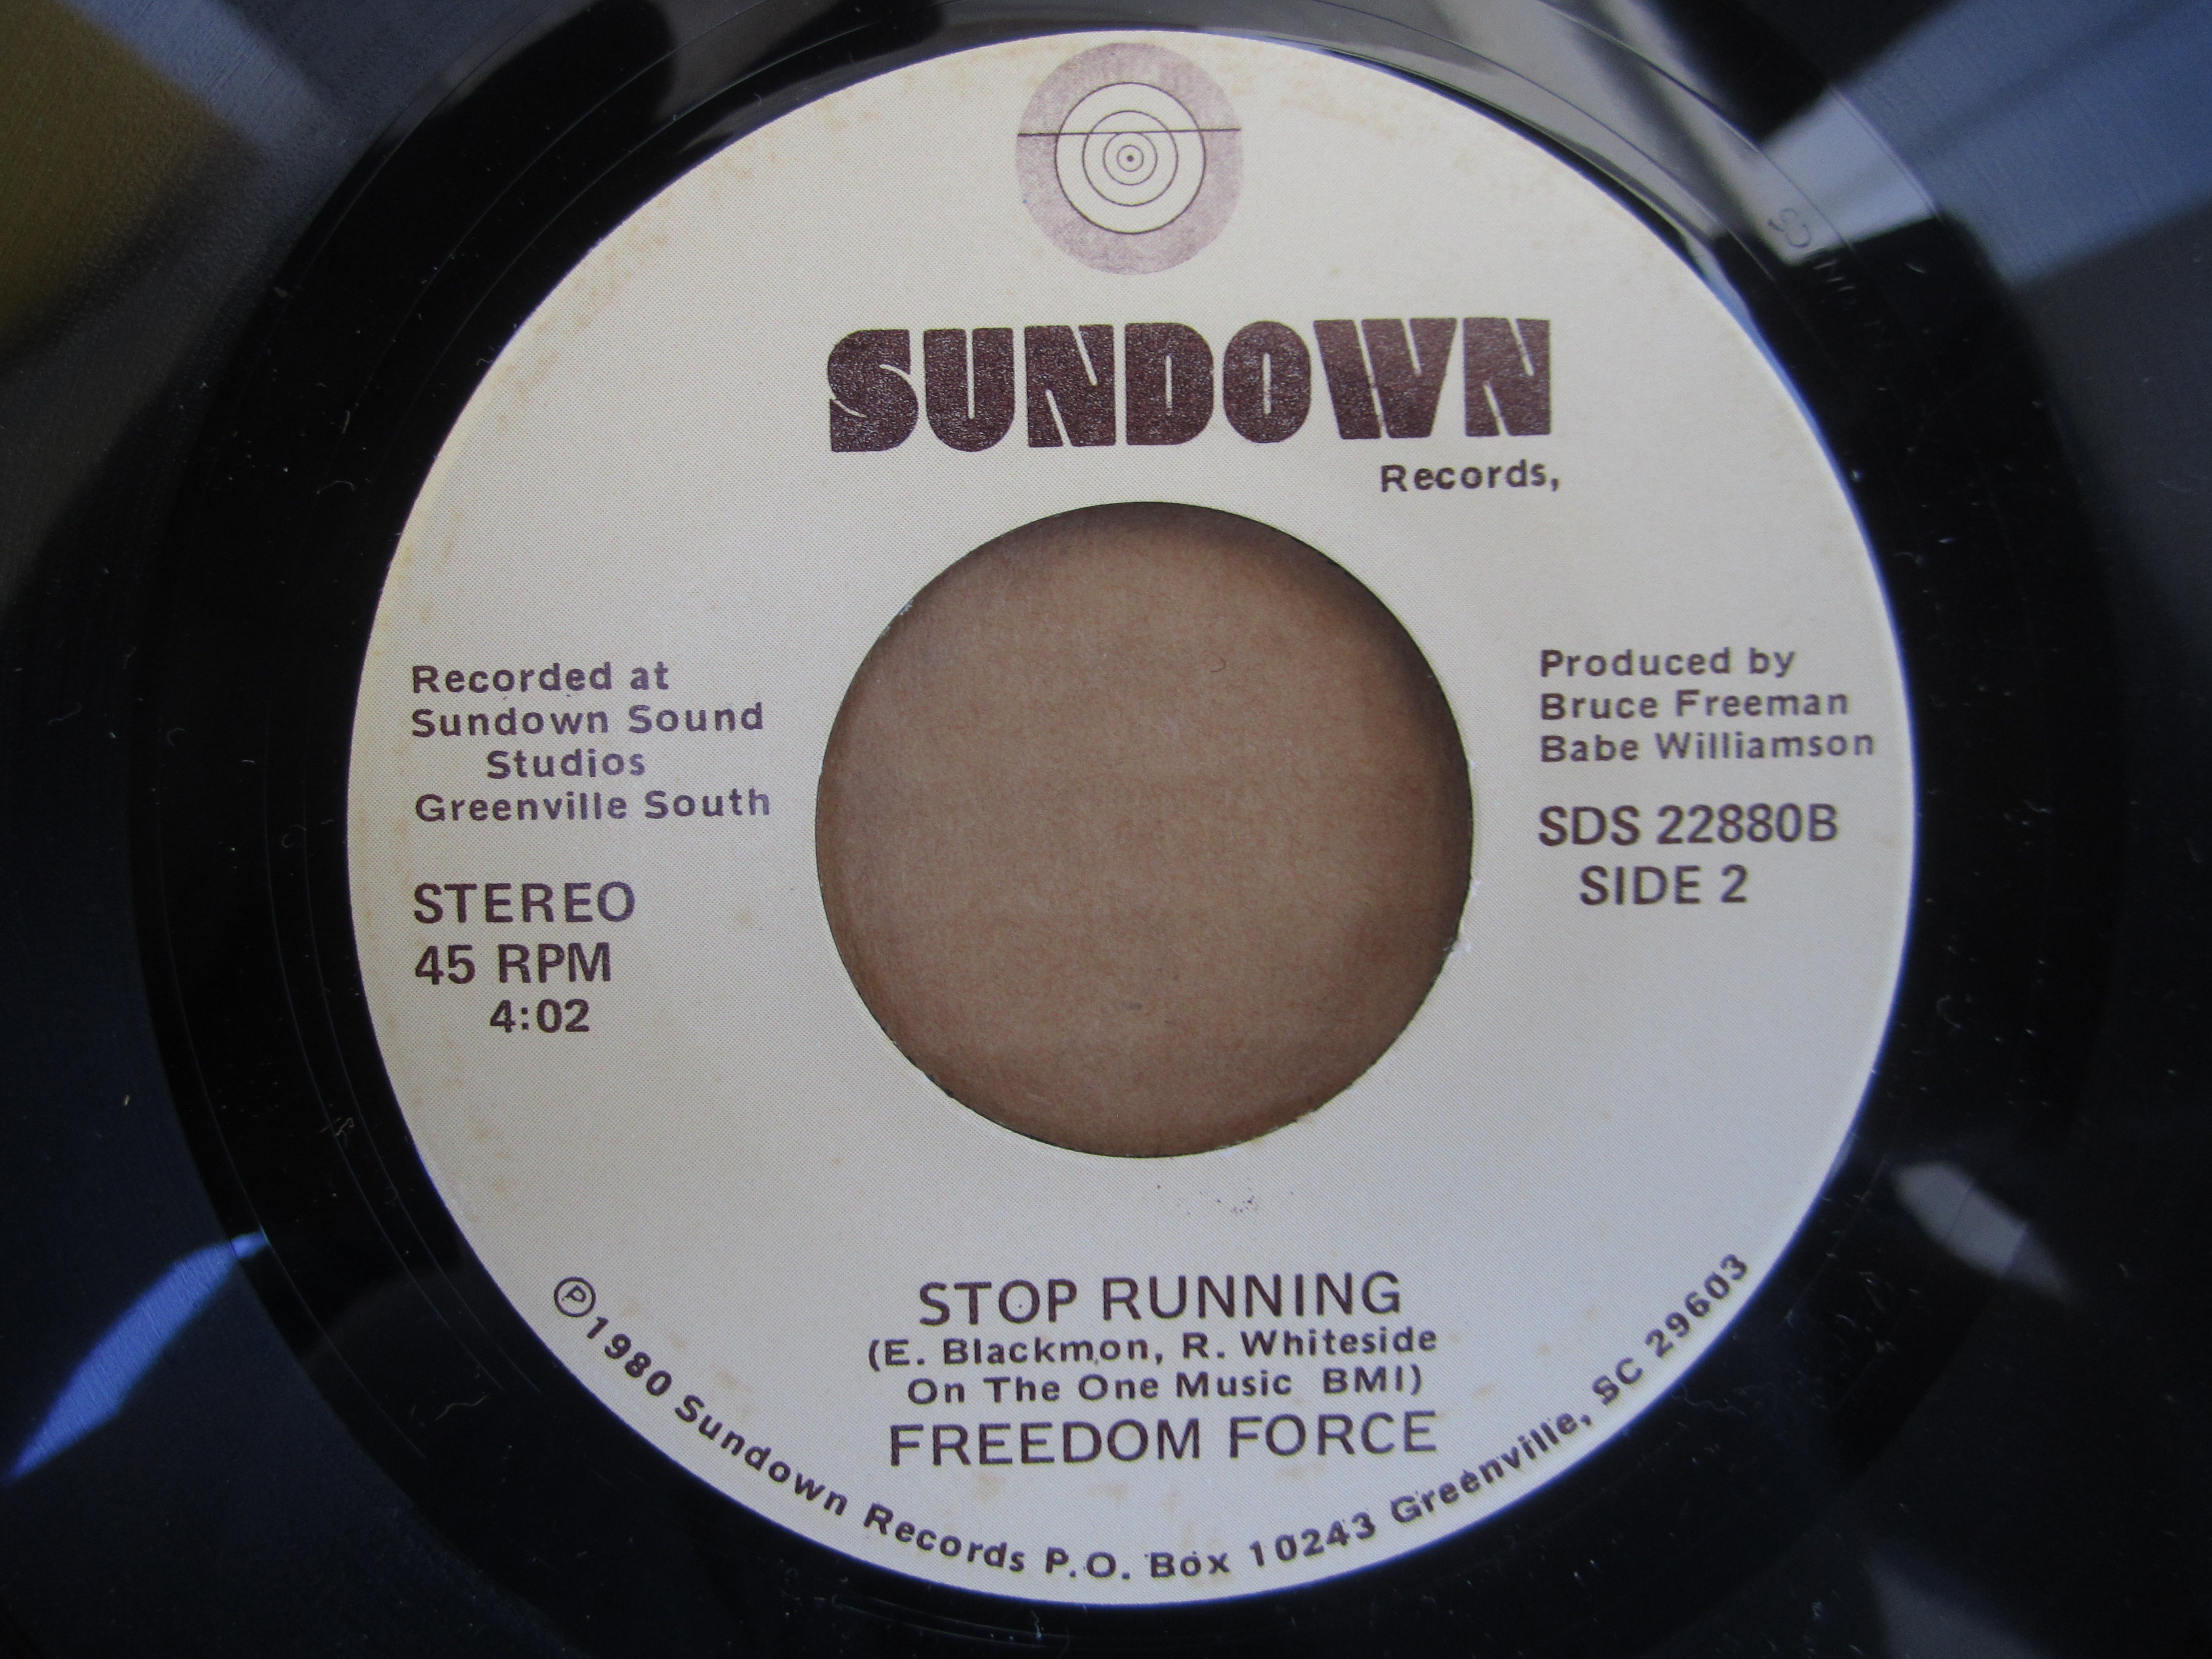 SUNDOWN
Records,
Recorded at
Sundown Sound
Studios
Greenville South
STEREO
45 RPM
4:02
Produced by
Bruce Freeman
Babe Williamson
SDS 22880B
SIDE 2
STOP RUNNING
(E. Blackmon, R. Whiteside
On The One Music BMI)
FREEDOM FORCE
Ⓟ1980 Sundown Records P.O. Box 10243 Greenville, SC 29603